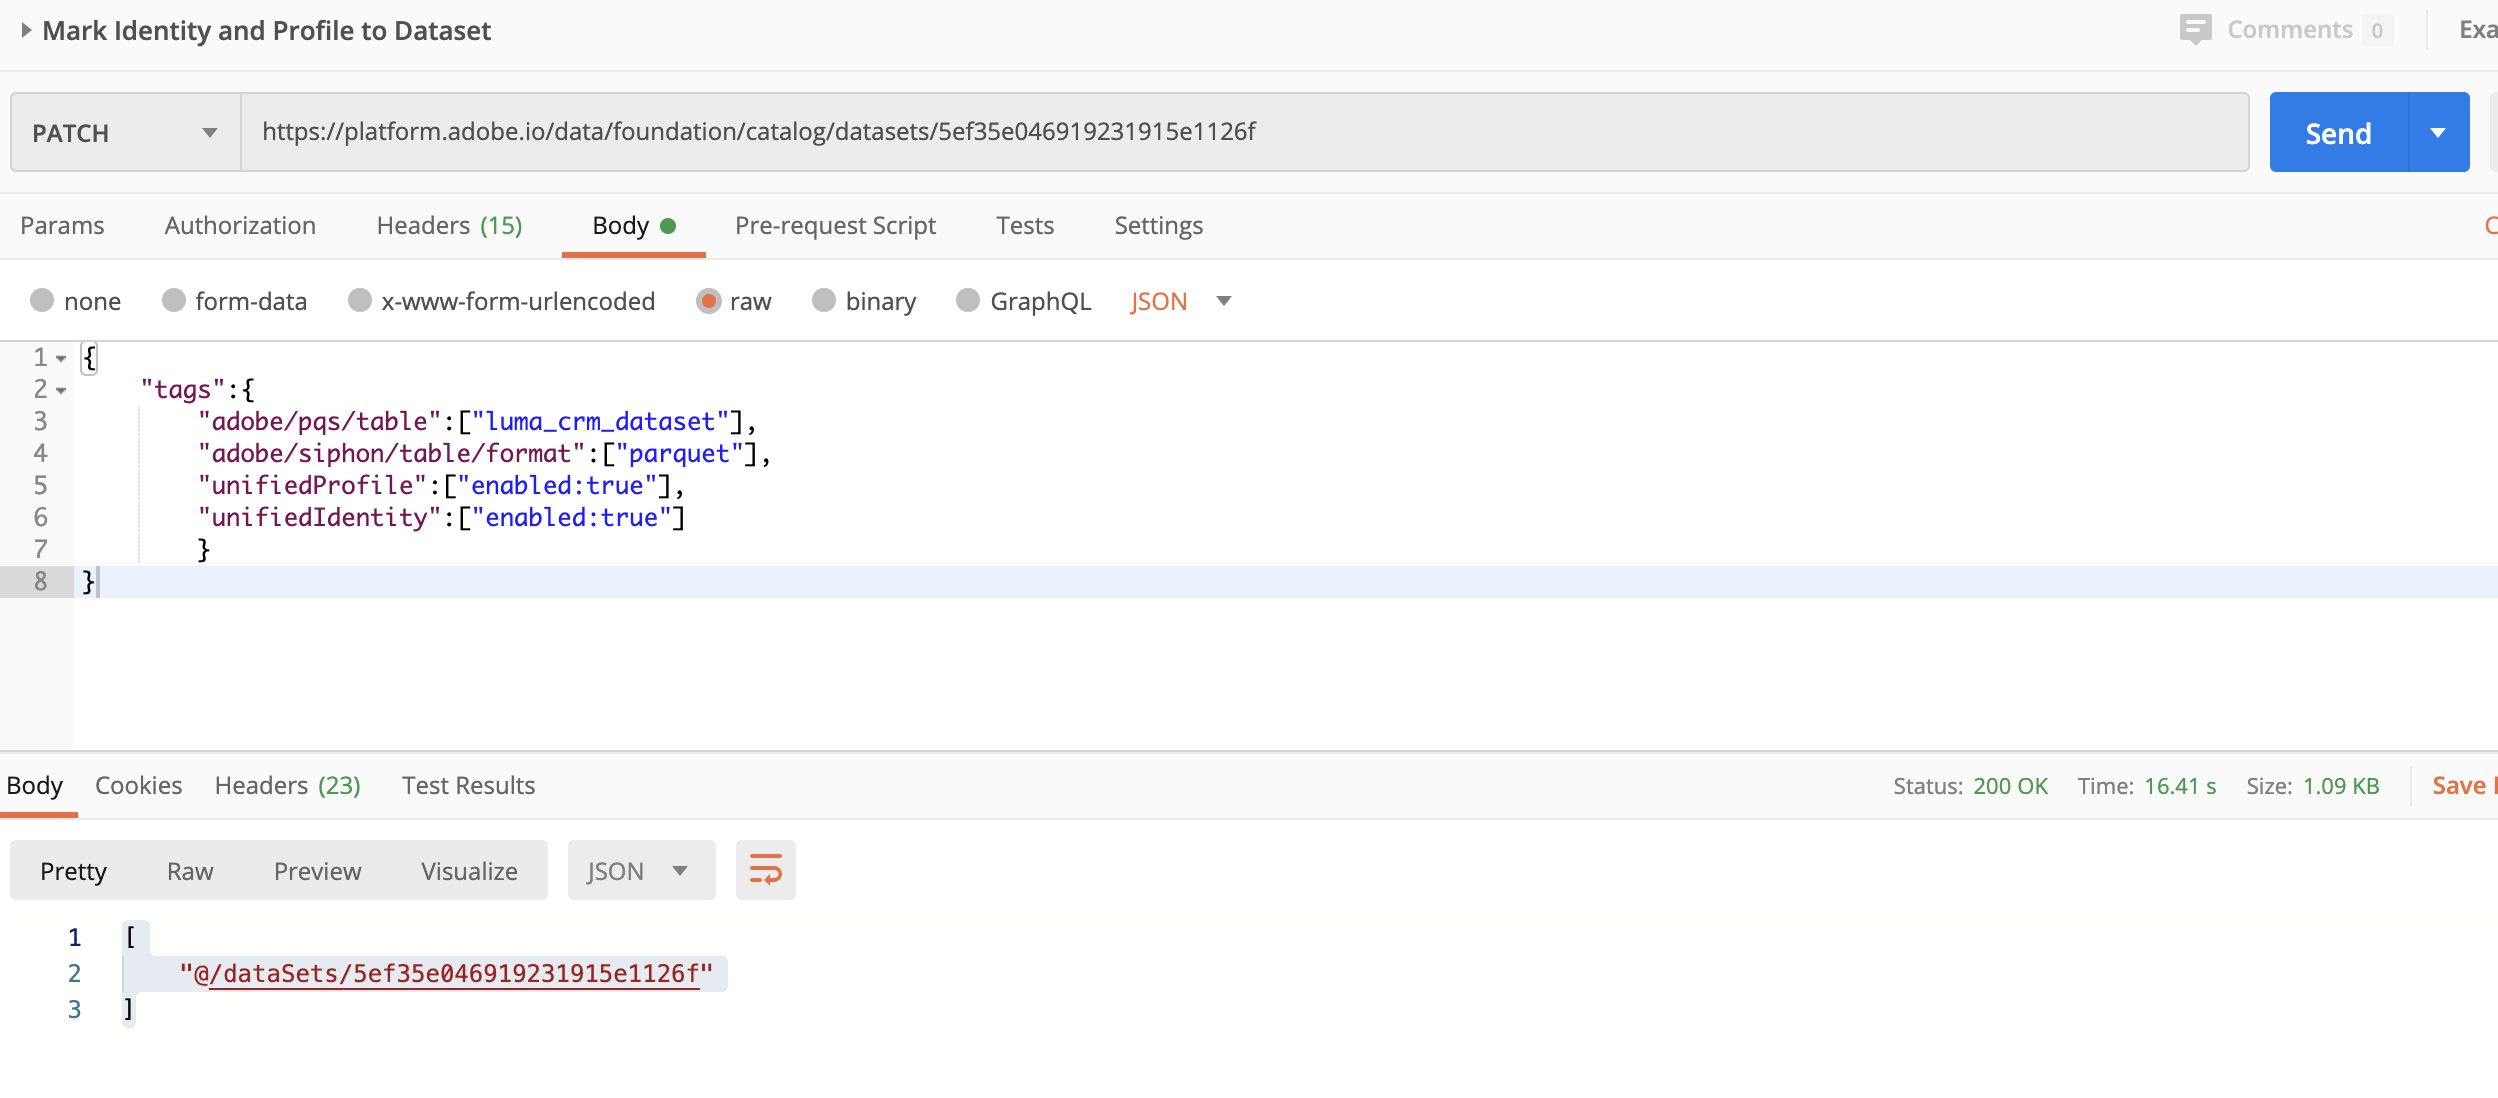 Mark Identity and Profile to Dataset
Comments 0
Exa
PATCH
https://platform.adobe.io/data/foundation/catalog/datasets/5ef35e046919231915e1126f
Send
Params Authorization Headers (15) Body Pre-request Script Tests Settings
none form-data x-www-form-urlencoded raw binary GraphQL JSON
1 {
2 "tags":{
3 "adobe/pqs/table":["luma_crm_dataset"],
4 "adobe/siphon/table/format":["parquet"],
5 "unifiedProfile":["enabled:true"],
6 "unifiedIdentity":["enabled:true"]
7 }
8 }
Body Cookies Headers (23) Test Results Status: 200 OK Time: 16.41 s Size: 1.09 KB Save
Pretty Raw Preview Visualize JSON
1 [
2 "@/dataSets/5ef35e046919231915e1126f"
3 ]